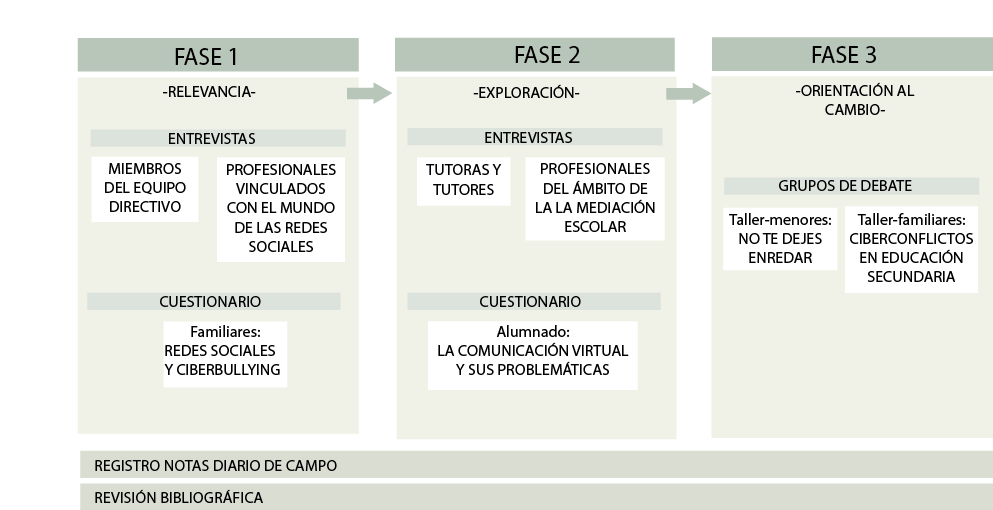 FASE 1
-RELEVANCIA-
ENTREVISTAS
MIEMBROS
DEL EQUIPO
DIRECTIVO
PROFESIONALES
VINCULADOS
CON EL MUNDO
DE LAS REDES
SOCIALES
CUESTIONARIO
Familiares:
REDES SOCIALES
Y CIBERBULLYING
FASE 2
-EXPLORACIÓN-
ENTREVISTAS
TUTORAS Y
TUTORES
PROFESIONALES
DEL ÁMBITO DE
LA LA MEDIACIÓN
ESCOLAR
CUESTIONARIO
Alumnado:
LA COMUNICACIÓN VIRTUAL
Y SUS PROBLEMÁTICAS
FASE 3
-ORIENTACIÓN AL
CAMBIO-
GRUPOS DE DEBATE
Taller-menores:
NO TE DEJES
ENREDAR
Taller-familiares:
CIBERCONFLICTOS
EN EDUCACIÓN
SECUNDARIA
REGISTRO NOTAS DIARIO DE CAMPO
REVISIÓN BIBLIOGRÁFICA